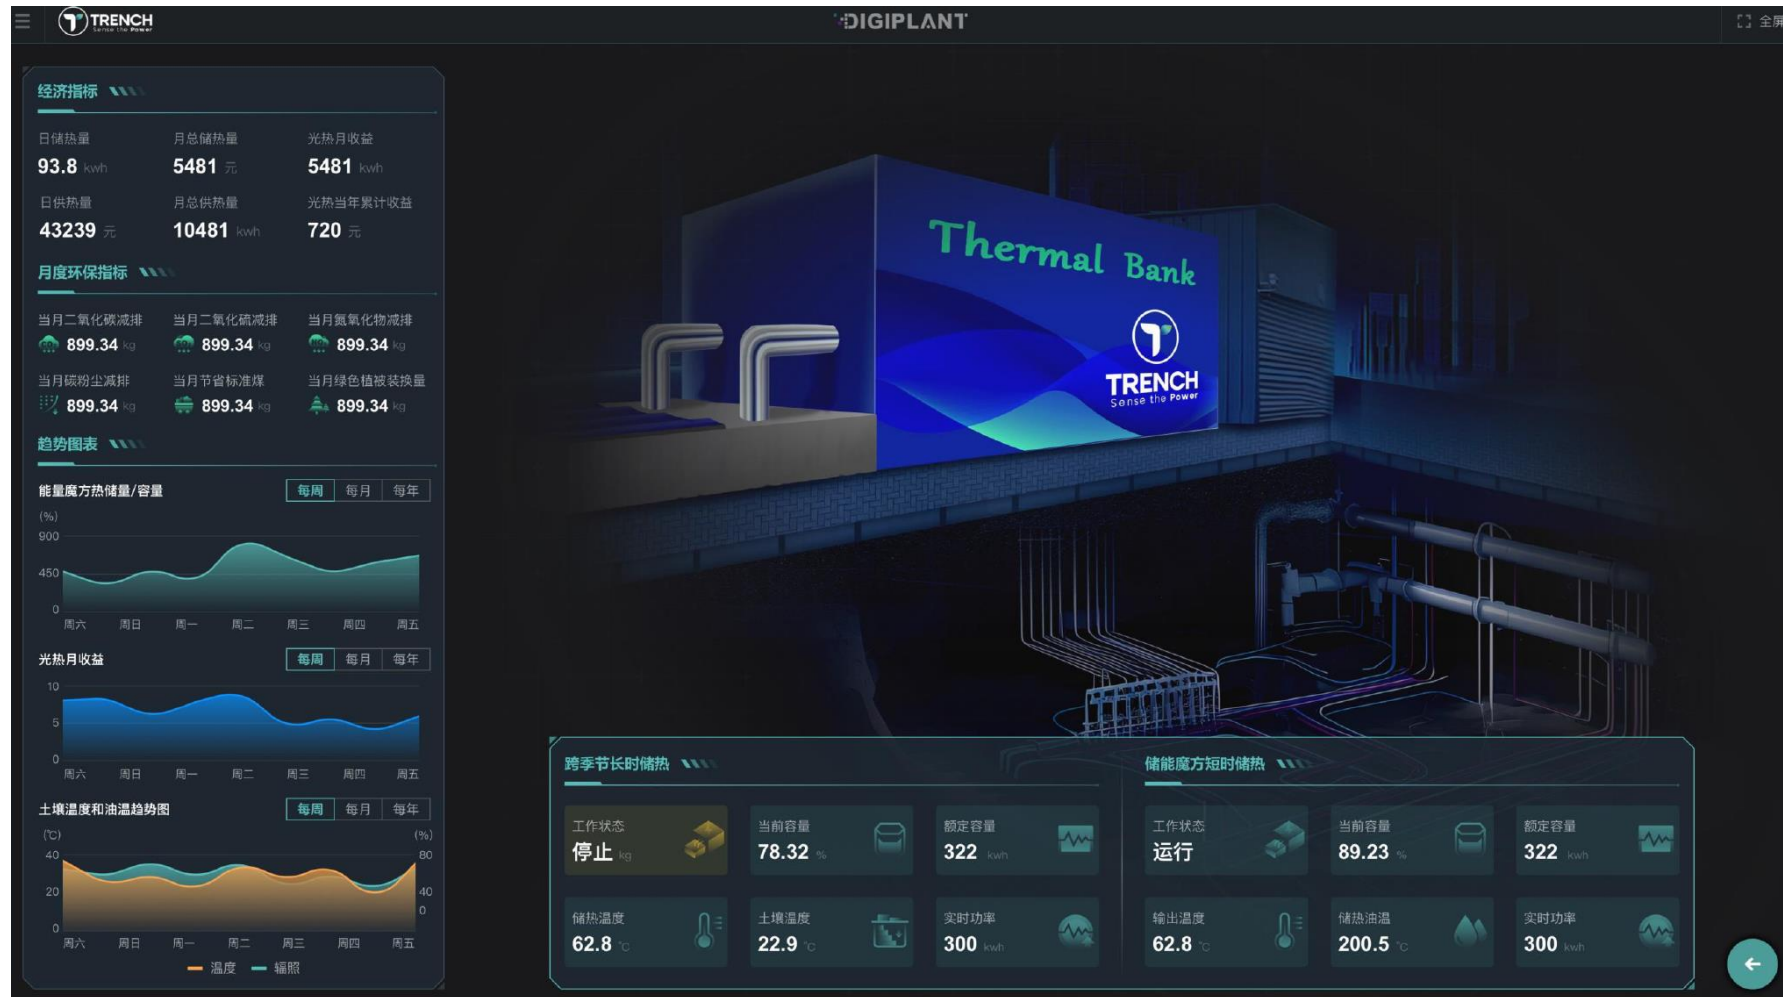 TRENCH
Sense the Power
DIGIPLANT
全屏
经济指标
日储热量 月总储热量 光热月收益
93.8 kwh 5481 元 5481 kwh
日供热量 月总供热量 光热当年累计收益
43239 元 10481 kwh 720 元
月度环保指标
当月二氧化碳减排 当月二氧化硫减排 当月氮氧化物减排
899.34 kg 899.34 kg 899.34 kg
当月碳粉尘减排 当月节省标准煤 当月绿色植被装换量
899.34 kg 899.34 kg 899.34 kg
趋势图表
能量魔方热储量/容量 每周 每月 每年
(%)
900
450
0
周六 周日 周一 周二 周三 周四 周五
光热月收益 每周 每月 每年
10
5
0
周六 周日 周一 周二 周三 周四 周五
土壤温度和油温趋势图 每周 每月 每年
(℃) (%)
40 80
20 40
0 0
周六 周日 周一 周二 周三 周四 周五
温度 辐照
Thermal Bank
TRENCH
Sense the Power
跨季节长时储热
工作状态 当前容量 额定容量
停止 kg 78.32 % 322 kwh
储热温度 土壤温度 实时功率
62.8 ℃ 22.9 ℃ 300 kwh
储能魔方短时储热
工作状态 当前容量 额定容量
运行 89.23 % 322 kwh
输出温度 储热油温 实时功率
62.8 ℃ 200.5 ℃ 300 kwh